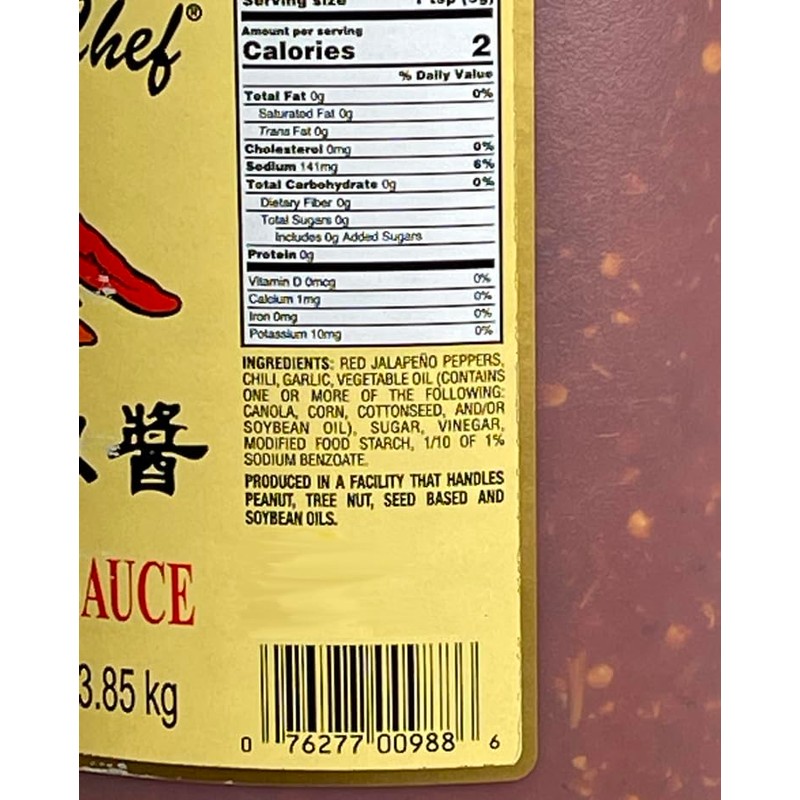 Chef®
Serving size 1 tsp (5g)
Amount per serving
Calories 2
% Daily Value
Total Fat 0g 0%
Saturated Fat 0g
Trans Fat 0g
Cholesterol 0mg 0%
Sodium 141mg 6%
Total Carbohydrate 0g 0%
Dietary Fiber 0g
Total Sugars 0g
Includes 0g Added Sugars
Protein 0g
Vitamin D 0mcg 0%
Calcium 1mg 0%
Iron 0mg 0%
Potassium 10mg 0%
INGREDIENTS: RED JALAPEÑO PEPPERS,
CHILI, GARLIC, VEGETABLE OIL (CONTAINS
ONE OR MORE OF THE FOLLOWING:
CANOLA, CORN, COTTONSEED, AND/OR
SOYBEAN OIL), SUGAR, VINEGAR,
MODIFIED FOOD STARCH, 1/10 OF 1%
SODIUM BENZOATE.
PRODUCED IN A FACILITY THAT HANDLES
PEANUT, TREE NUT, SEED BASED AND
SOYBEAN OILS.
醬
AUCE
3.85 kg
0 76277 00988 6